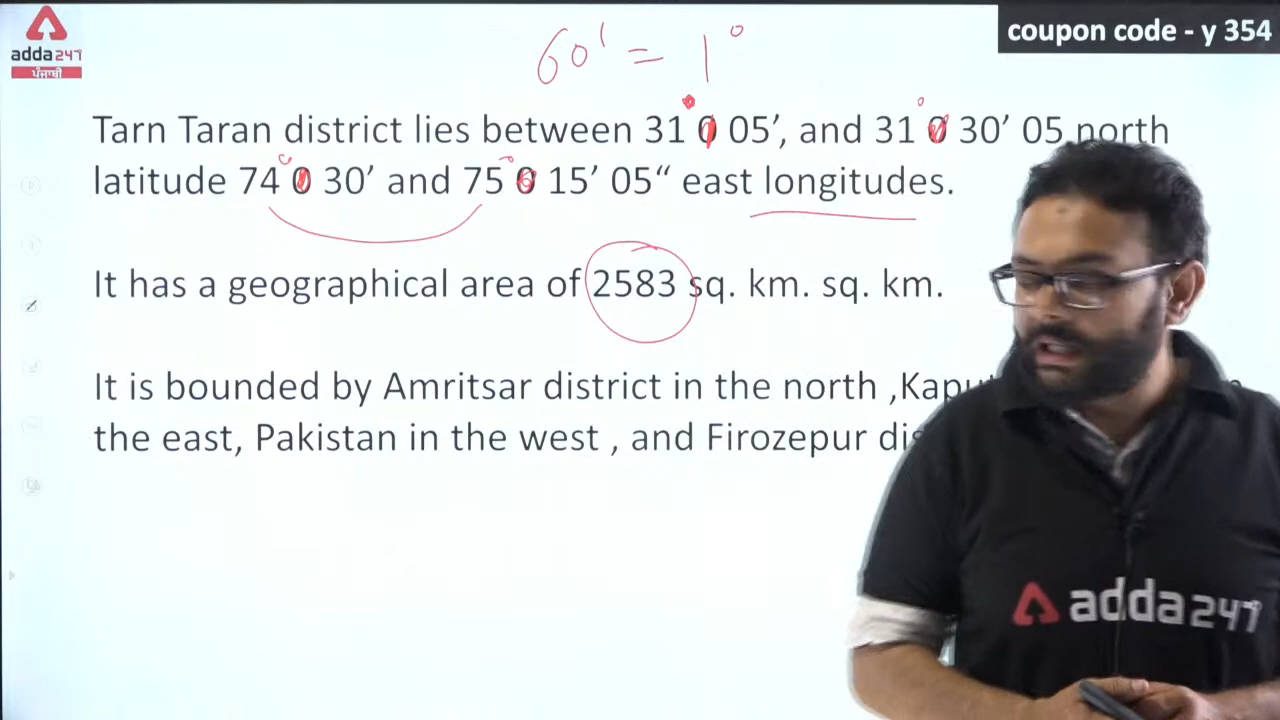 adda247
ਪੰਜਾਬੀ
coupon code - y 354
60' = 1°
Tarn Taran district lies between 31 0 05’, and 31 0 30’ 05 north
latitude 74 0 30’ and 75 0 15’ 05“ east longitudes.
It has a geographical area of 2583 sq. km. sq. km.
It is bounded by Amritsar district in the north ,
the east, Pakistan in the west , and Firozepur
adda247